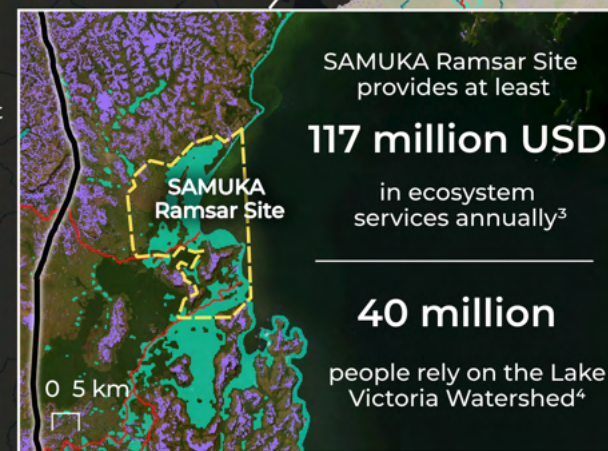 SAMUKA Ramsar Site
provides at least
117 million USD
in ecosystem
services annually³
SAMUKA
Ramsar Site
40 million
people rely on the Lake
Victoria Watershed⁴
0 5 km